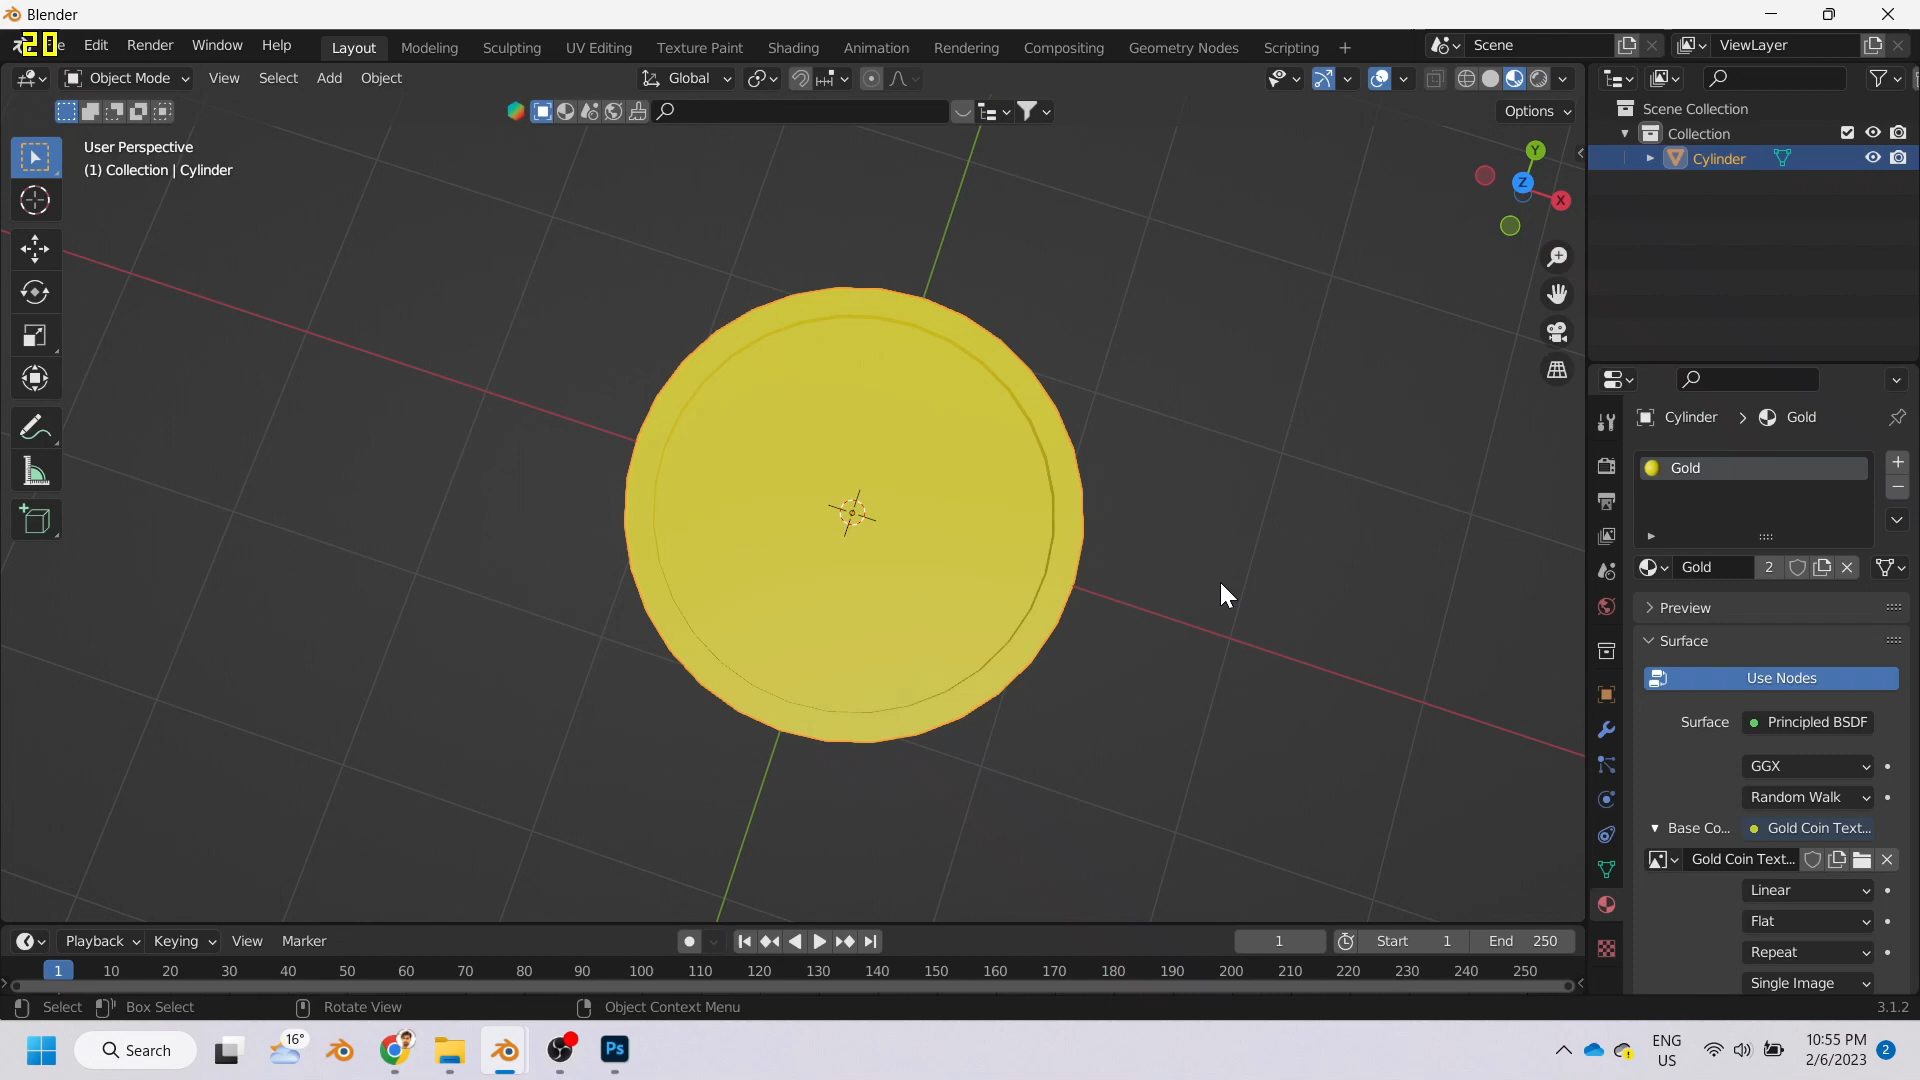 Blender
20 e Edit Render Window Help Layout Modeling Sculpting UV Editing Texture Paint Shading Animation Rendering Compositing Geometry Nodes Scripting + Scene ViewLayer
Object Mode View Select Add Object Global
Options
User Perspective
(1) Collection | Cylinder
Y
Z
X
Scene Collection
Collection
Cylinder
Cylinder > Gold
Gold
Gold 2
Preview
Surface
Use Nodes
Surface Principled BSDF
GGX
Random Walk
Base Co... Gold Coin Text...
Gold Coin Text...
Linear
Flat
Repeat
Single Image
Playback Keying View Marker 1 Start 1 End 250
1 10 20 30 40 50 60 70 80 90 100 110 120 130 140 150 160 170 180 190 200 210 220 230 240 250
Select Box Select Rotate View Object Context Menu 3.1.2
Search 16° Ps ENG US 10:55 PM 2/6/2023 2